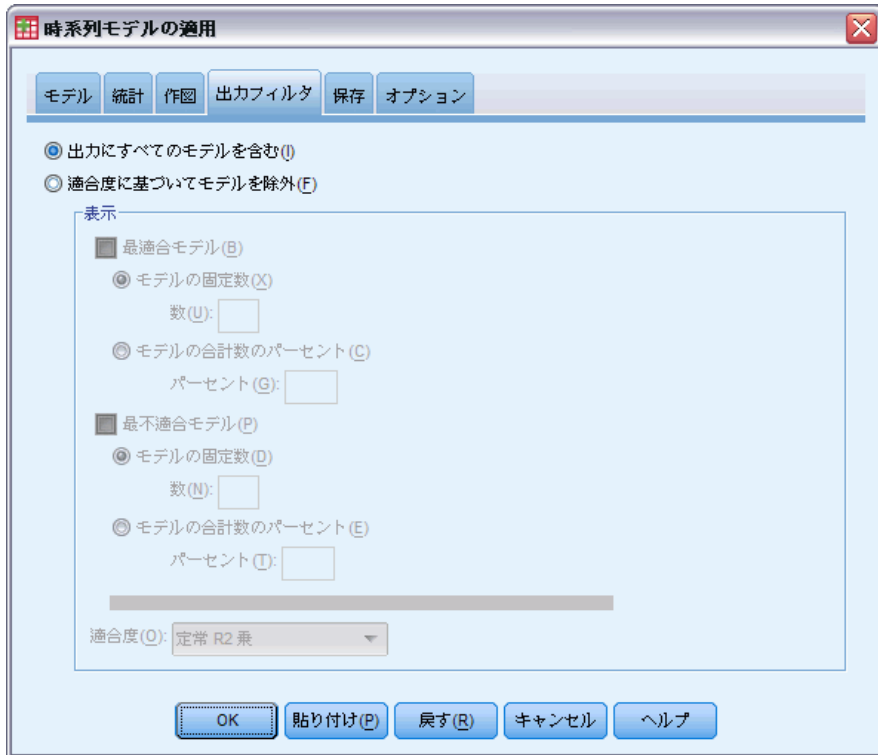 時系列モデルの適用
モデル 統計 作図 出力フィルタ 保存 オプション
出力にすべてのモデルを含む(I)
適合度に基づいてモデルを除外(F)
表示
最適合モデル(B)
モデルの固定数(X)
数(U):
モデルの合計数のパーセント(C)
パーセント(G):
最不適合モデル(P)
モデルの固定数(D)
数(N):
モデルの合計数のパーセント(E)
パーセント(T):
適合度(O): 定常 R2 乗
OK 貼り付け(P) 戻す(R) キャンセル ヘルプ